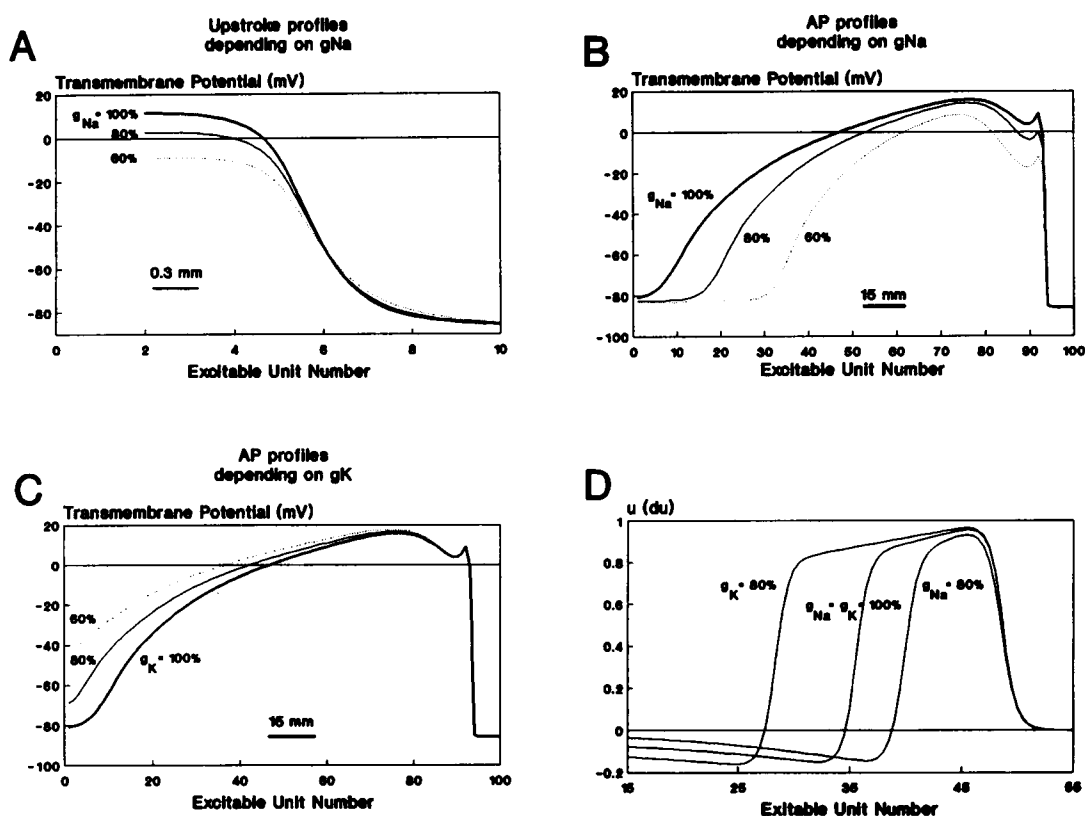 A
Upstroke profiles
depending on gNa
Transmembrane Potential (mV)
20
0
-20
-40
-60
-80
gNa= 100%
80%
60%
0.3 mm
0 2 4 6 8 10
Excitable Unit Number
B
AP profiles
depending on gNa
Transmembrane Potential (mV)
20
0
-20
-40
-60
-80
-100
gNa= 100%
80%
60%
15 mm
0 10 20 30 40 50 60 70 80 90 100
Excitable Unit Number
C
AP profiles
depending on gK
Transmembrane Potential (mV)
20
0
-20
-40
-60
-80
-100
60%
80%
gK= 100%
15 mm
0 20 40 60 80 100
Excitable Unit Number
D
u (du)
1
0.8
0.6
0.4
0.2
0
-0.2
gK= 80%
gNa= gK= 100%
gNa= 80%
15 25 35 45 55
Exitable Unit Number